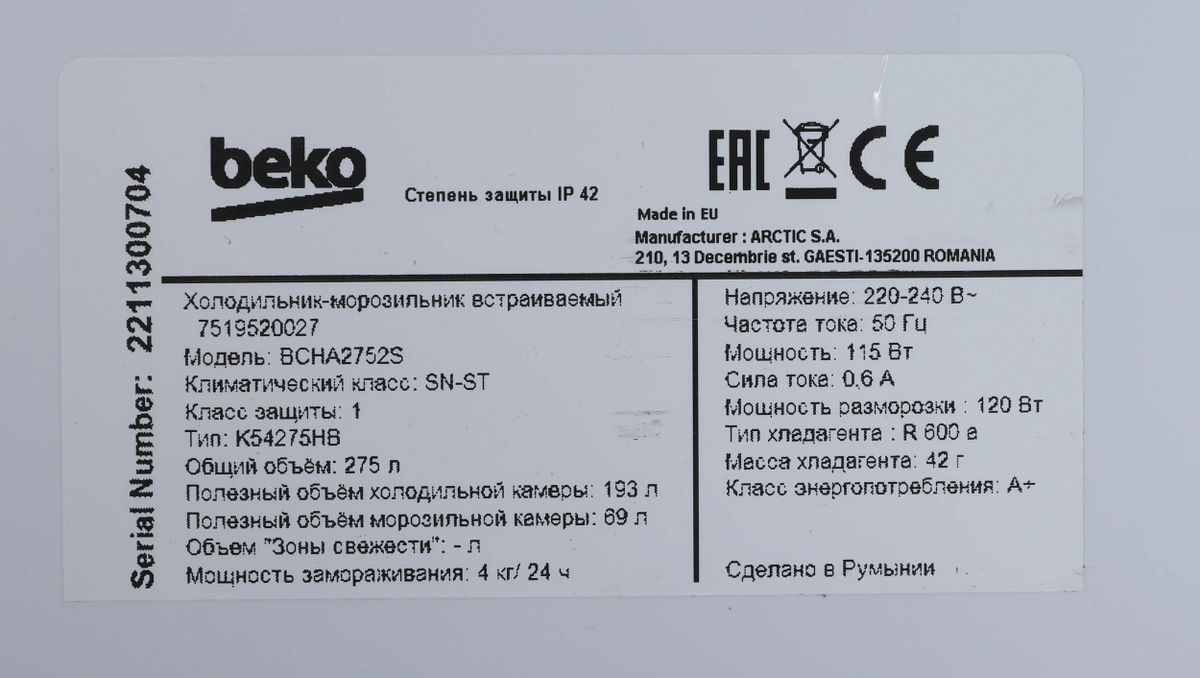 Serial Number: 2211300704
beko
Степень защиты IP 42
EAC CE
Made in EU
Manufacturer : ARCTIC S.A.
210, 13 Decembrie st. GAESTI-135200 ROMANIA
Холодильник-морозильник встраиваемый
7519520027
Модель: BCHA2752S
Климатический класс: SN-ST
Класс защиты: 1
Тип: K54275HB
Общий объём: 275 л
Полезный объём холодильной камеры: 193 л
Полезный объём морозильной камеры: 69 л
Объем "Зоны свежести": - л
Мощность замораживания: 4 кг/ 24 ч
Напряжение: 220-240 В~
Частота тока: 50 Гц
Мощность: 115 Вт
Сила тока: 0,6 А
Мощность разморозки : 120 Вт
Тип хладагента : R 600 a
Масса хладагента: 42 г
Класс энергопотребления: A+
Сделано в Румынии